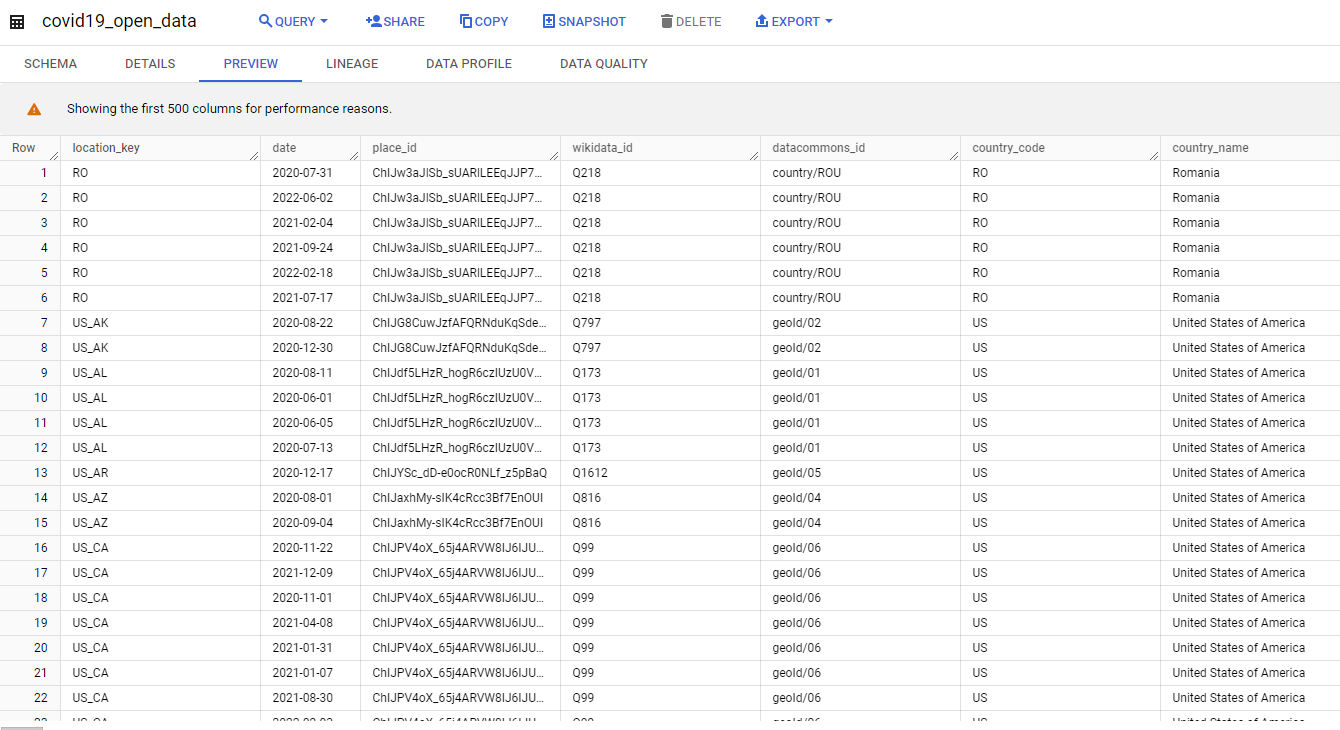 covid19_open_data QUERY SHARE COPY SNAPSHOT DELETE EXPORT
SCHEMA DETAILS PREVIEW LINEAGE DATA PROFILE DATA QUALITY
Showing the first 500 columns for performance reasons.
Row location_key date place_id wikidata_id datacommons_id country_code country_name
1 RO 2020-07-31 ChIJw3aJlSb_sUARlLEEqJJP7... Q218 country/ROU RO Romania
2 RO 2022-06-02 ChIJw3aJlSb_sUARlLEEqJJP7... Q218 country/ROU RO Romania
3 RO 2021-02-04 ChIJw3aJlSb_sUARlLEEqJJP7... Q218 country/ROU RO Romania
4 RO 2021-09-24 ChIJw3aJlSb_sUARlLEEqJJP7... Q218 country/ROU RO Romania
5 RO 2022-02-18 ChIJw3aJlSb_sUARlLEEqJJP7... Q218 country/ROU RO Romania
6 RO 2021-07-17 ChIJw3aJlSb_sUARlLEEqJJP7... Q218 country/ROU RO Romania
7 US_AK 2020-08-22 ChIJG8CuwJzfAFQRNduKqSde... Q797 geoId/02 US United States of America
8 US_AK 2020-12-30 ChIJG8CuwJzfAFQRNduKqSde... Q797 geoId/02 US United States of America
9 US_AL 2020-08-11 ChIJdf5LHzR_hogR6czIUzU0V... Q173 geoId/01 US United States of America
10 US_AL 2020-06-01 ChIJdf5LHzR_hogR6czIUzU0V... Q173 geoId/01 US United States of America
11 US_AL 2020-06-05 ChIJdf5LHzR_hogR6czIUzU0V... Q173 geoId/01 US United States of America
12 US_AL 2020-07-13 ChIJdf5LHzR_hogR6czIUzU0V... Q173 geoId/01 US United States of America
13 US_AR 2020-12-17 ChIJYSc_dD-e0ocR0NLf_z5pBaQ Q1612 geoId/05 US United States of America
14 US_AZ 2020-08-01 ChIJaxhMy-sIK4cRcc3Bf7EnOUI Q816 geoId/04 US United States of America
15 US_AZ 2020-09-04 ChIJaxhMy-sIK4cRcc3Bf7EnOUI Q816 geoId/04 US United States of America
16 US_CA 2020-11-22 ChIJPV4oX_65j4ARVW8IJ6IJU... Q99 geoId/06 US United States of America
17 US_CA 2021-12-09 ChIJPV4oX_65j4ARVW8IJ6IJU... Q99 geoId/06 US United States of America
18 US_CA 2020-11-01 ChIJPV4oX_65j4ARVW8IJ6IJU... Q99 geoId/06 US United States of America
19 US_CA 2021-04-08 ChIJPV4oX_65j4ARVW8IJ6IJU... Q99 geoId/06 US United States of America
20 US_CA 2021-01-31 ChIJPV4oX_65j4ARVW8IJ6IJU... Q99 geoId/06 US United States of America
21 US_CA 2021-01-07 ChIJPV4oX_65j4ARVW8IJ6IJU... Q99 geoId/06 US United States of America
22 US_CA 2021-08-30 ChIJPV4oX_65j4ARVW8IJ6IJU... Q99 geoId/06 US United States of America